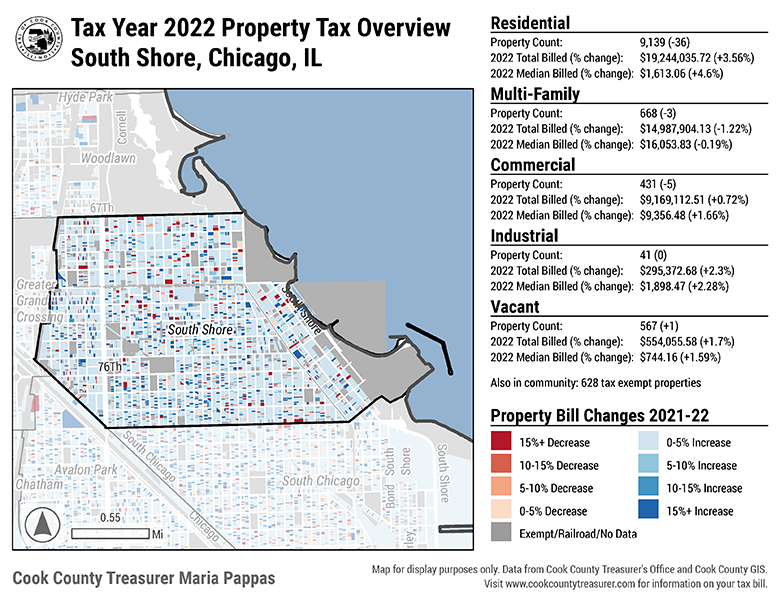 Tax Year 2022 Property Tax Overview
South Shore, Chicago, IL
Hyde Park
Cornell
Woodlawn
67Th
Greater
Grand
Crossing
South Shore
South Shore
76Th
South Chicago
Avalon Park
Chatham
South Chicago
Chicago
Bond
South
Shore
South Shore
rley
0.55
Mi
Cook County Treasurer Maria Pappas
Residential
Property Count: 9,139 (-36)
2022 Total Billed (% change): $19,244,035.72 (+3.56%)
2022 Median Billed (% change): $1,613.06 (+4.6%)
Multi-Family
Property Count: 668 (-3)
2022 Total Billed (% change): $14,987,904.13 (-1.22%)
2022 Median Billed (% change): $16,053.83 (-0.19%)
Commercial
Property Count: 431 (-5)
2022 Total Billed (% change): $9,169,112.51 (+0.72%)
2022 Median Billed (% change): $9,356.48 (+1.66%)
Industrial
Property Count: 41 (0)
2022 Total Billed (% change): $295,372.68 (+2.3%)
2022 Median Billed (% change): $1,898.47 (+2.28%)
Vacant
Property Count: 567 (+1)
2022 Total Billed (% change): $554,055.58 (+1.7%)
2022 Median Billed (% change): $744.16 (+1.59%)
Also in community: 628 tax exempt properties
Property Bill Changes 2021-22
15%+ Decrease
10-15% Decrease
5-10% Decrease
0-5% Decrease
Exempt/Railroad/No Data
0-5% Increase
5-10% Increase
10-15% Increase
15%+ Increase
Map for display purposes only. Data from Cook County Treasurer's Office and Cook County GIS.
Visit www.cookcountytreasurer.com for information on your tax bill.